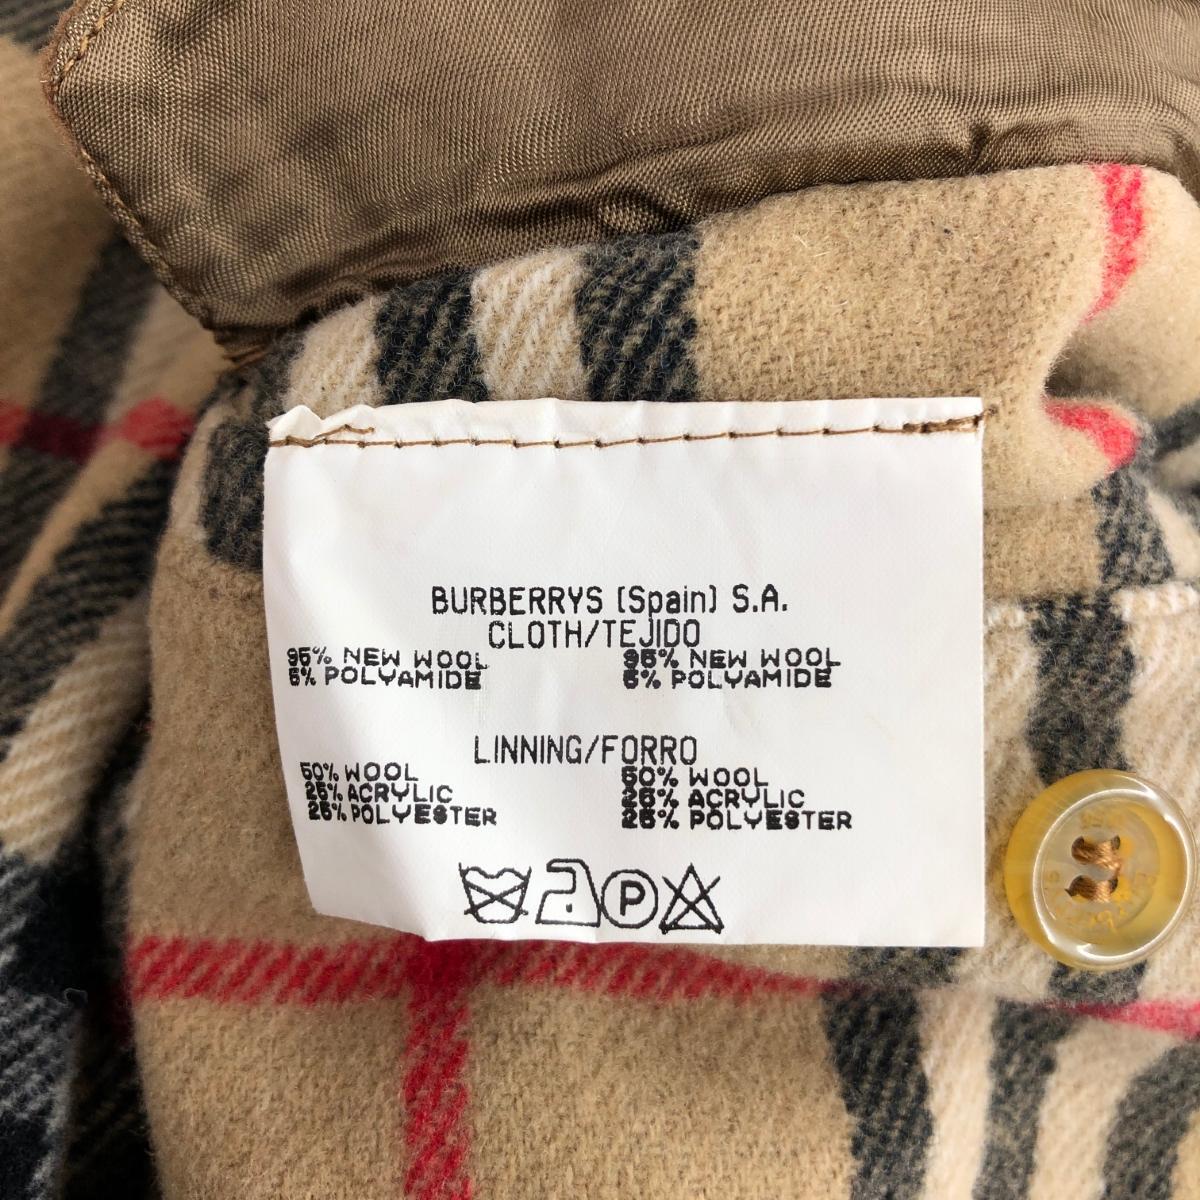 BURBERRYS (Spain) S.A.
CLOTH/TEJIDO
95% NEW WOOL 95% NEW WOOL
5% POLYAMIDE 5% POLYAMIDE
LINNING/FORRO
50% WOOL 50% WOOL
25% ACRYLIC 25% ACRYLIC
25% POLYESTER 25% POLYESTER
P